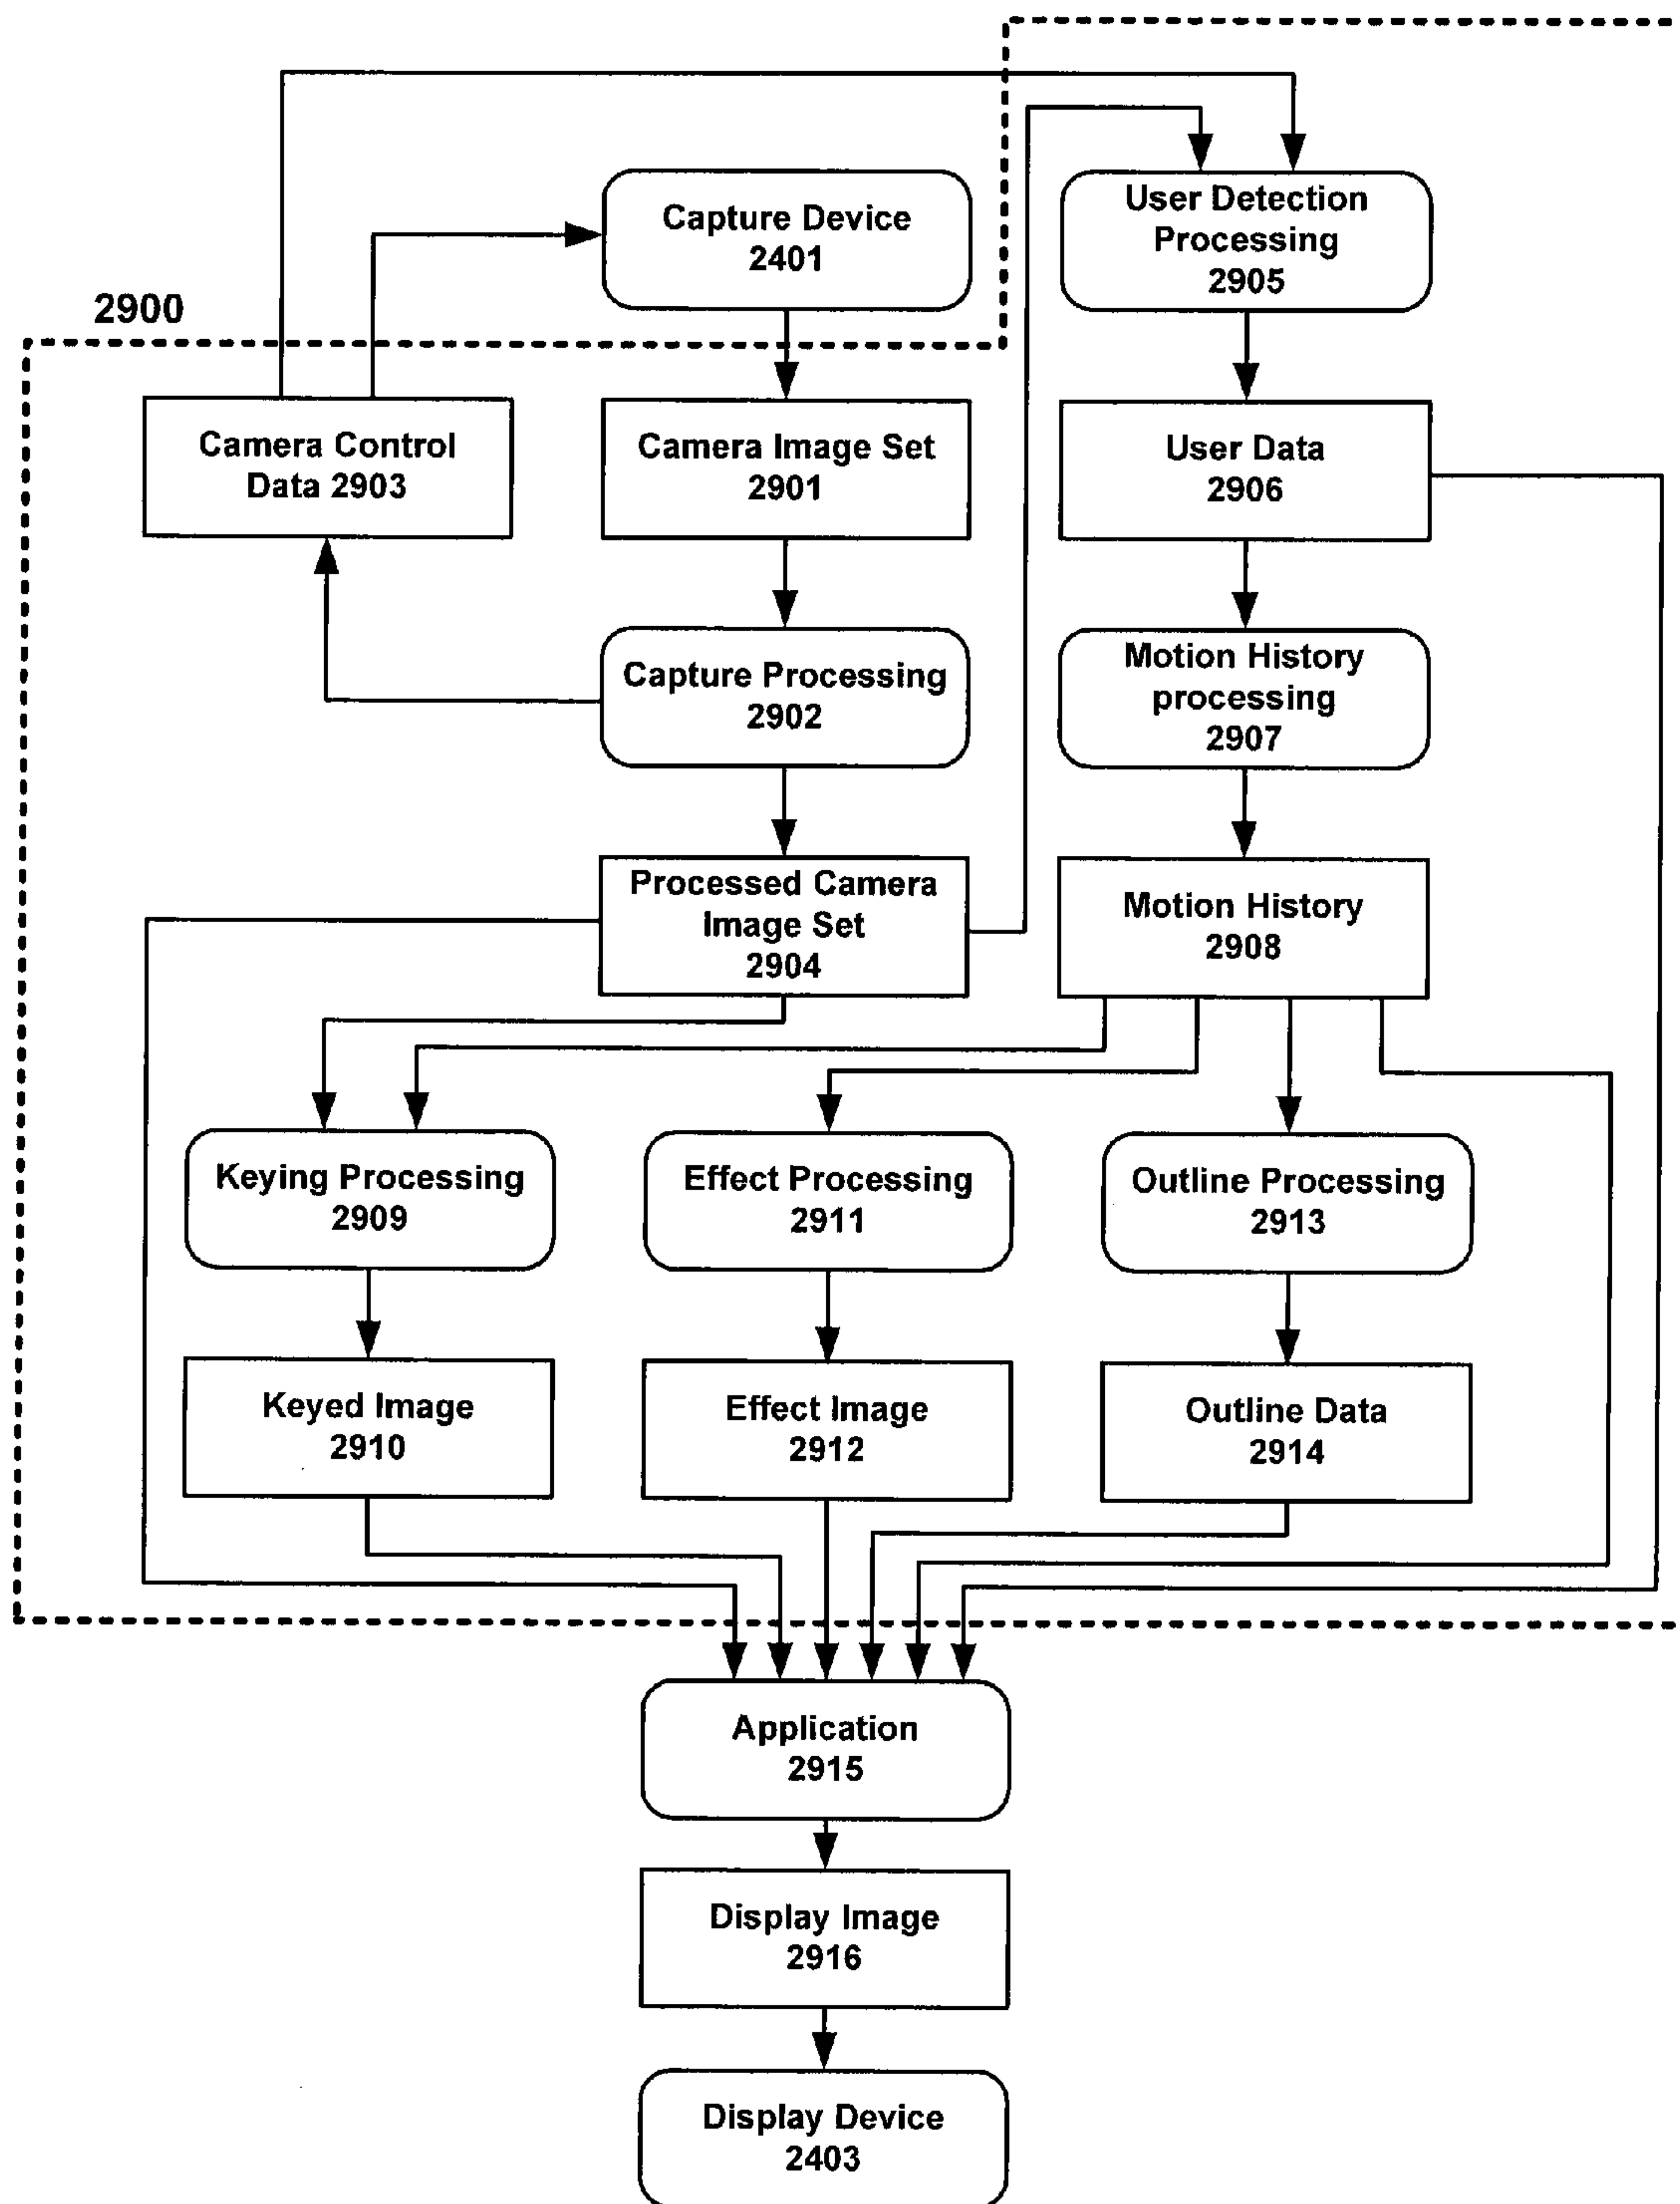 Capture Device
2401
User Detection
Processing
2905
2900
Camera Control
Data 2903
Camera Image Set
2901
User Data
2906
Capture Processing
2902
Motion History
processing
2907
Processed Camera
Image Set
2904
Motion History
2908
Keying Processing
2909
Effect Processing
2911
Outline Processing
2913
Keyed Image
2910
Effect Image
2912
Outline Data
2914
Application
2915
Display Image
2916
Display Device
2403